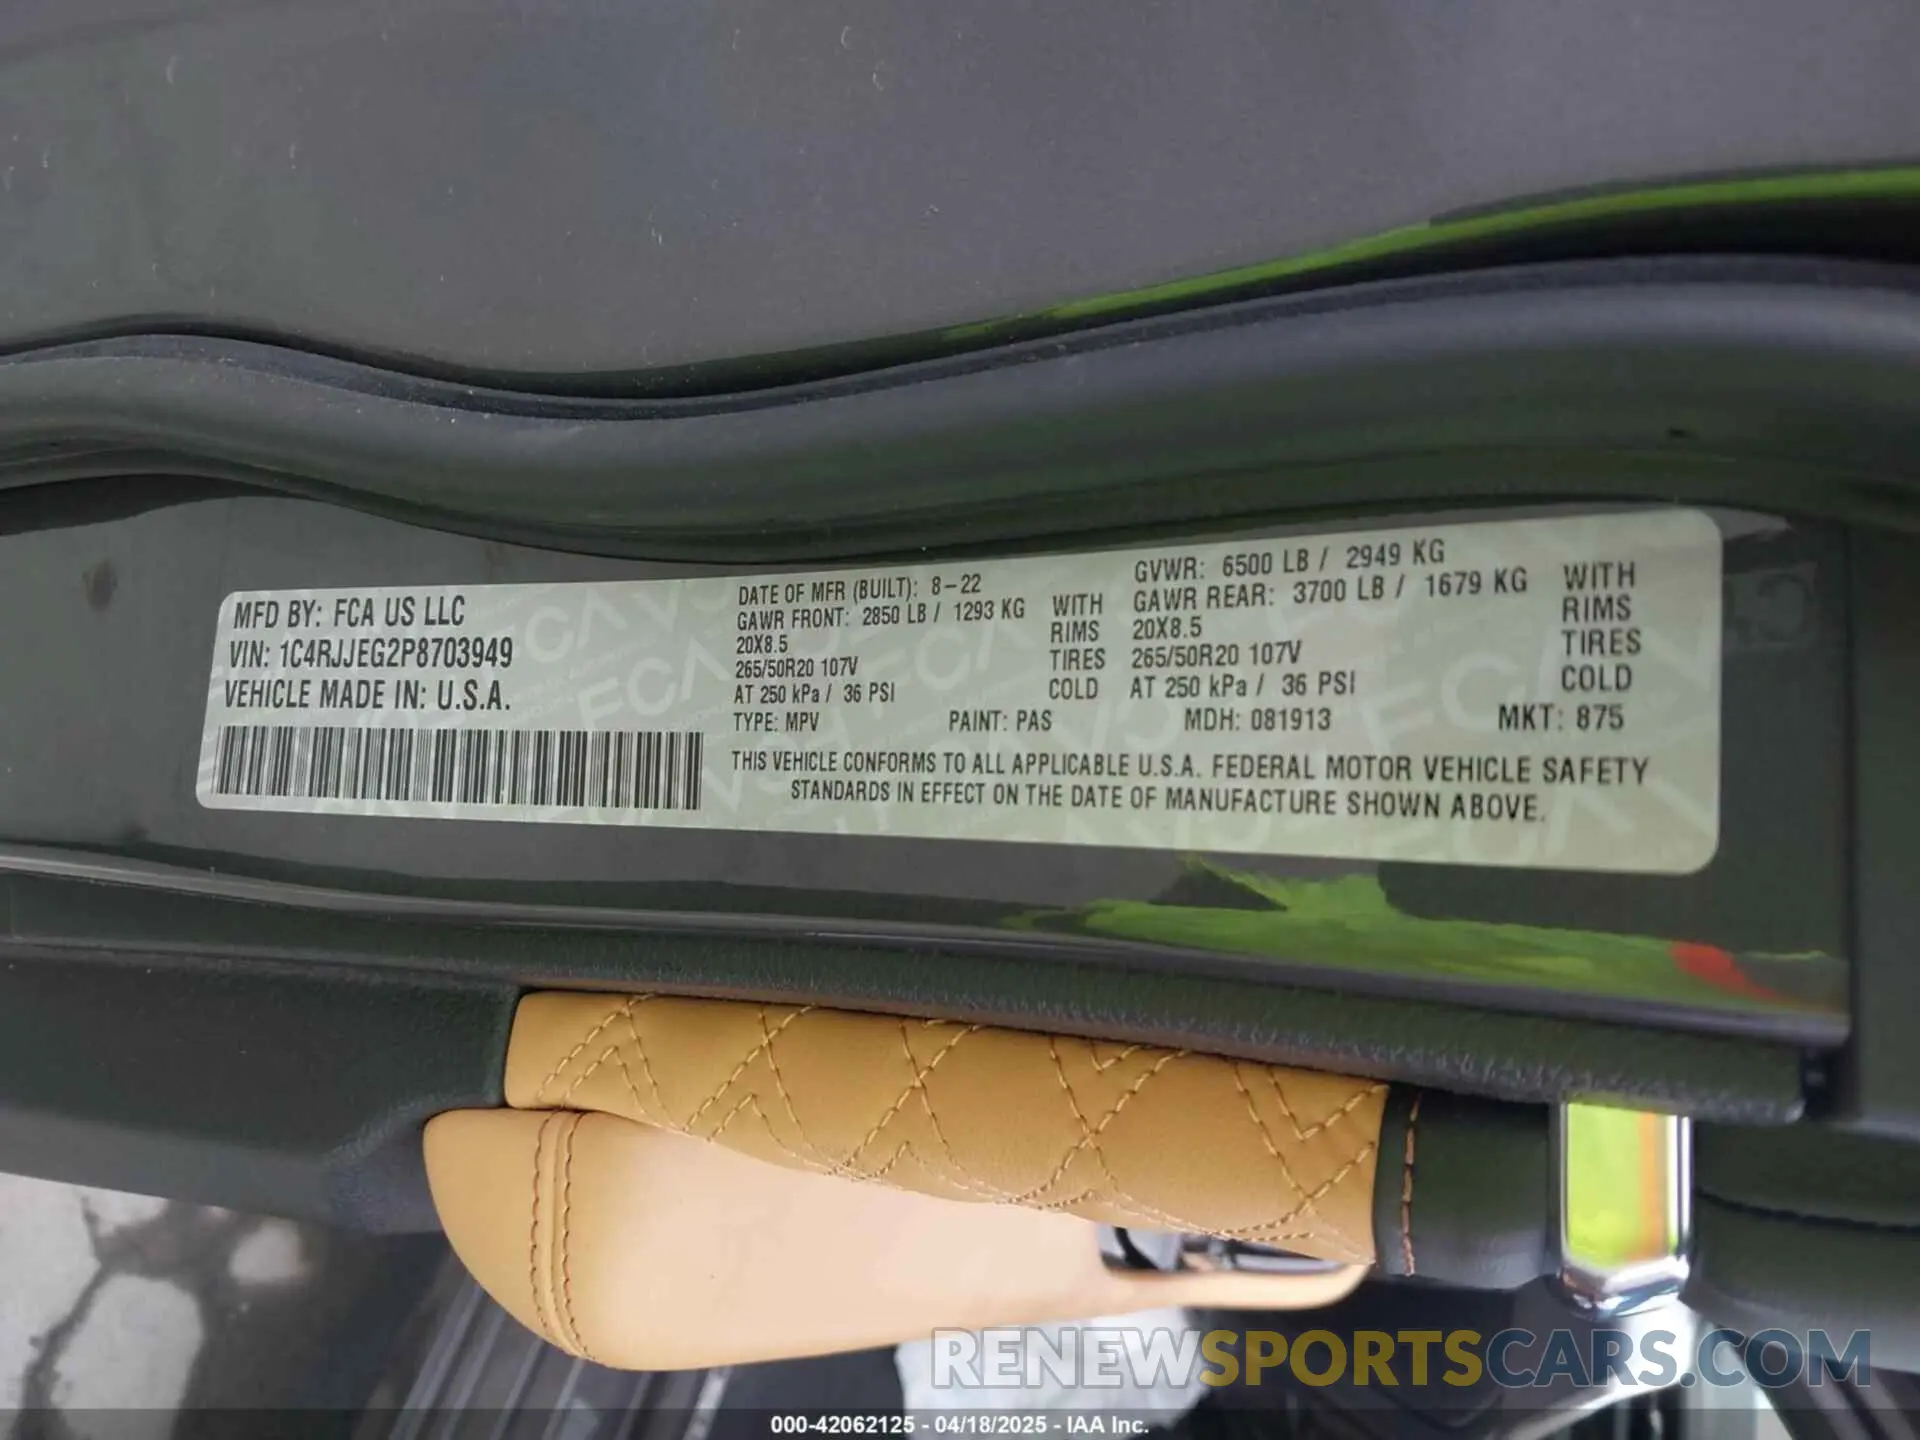 MFD BY: FCA US LLC
VIN: 1C4RJJEG2P8703949
VEHICLE MADE IN: U.S.A.
DATE OF MFR (BUILT): 8-22
GAWR FRONT: 2850 LB / 1293 KG WITH
20X8.5 RIMS
265/50R20 107V TIRES
AT 250 kPa / 36 PSI COLD
GVWR: 6500 LB / 2949 KG
GAWR REAR: 3700 LB / 1679 KG WITH
20X8.5 RIMS
265/50R20 107V TIRES
AT 250 kPa / 36 PSI COLD
TYPE: MPV PAINT: PAS MDH: 081913 MKT: 875
THIS VEHICLE CONFORMS TO ALL APPLICABLE U.S.A. FEDERAL MOTOR VEHICLE SAFETY
STANDARDS IN EFFECT ON THE DATE OF MANUFACTURE SHOWN ABOVE.
RENEWSPORTSCARS.COM
000-42062125 - 04/18/2025 - IAA Inc.